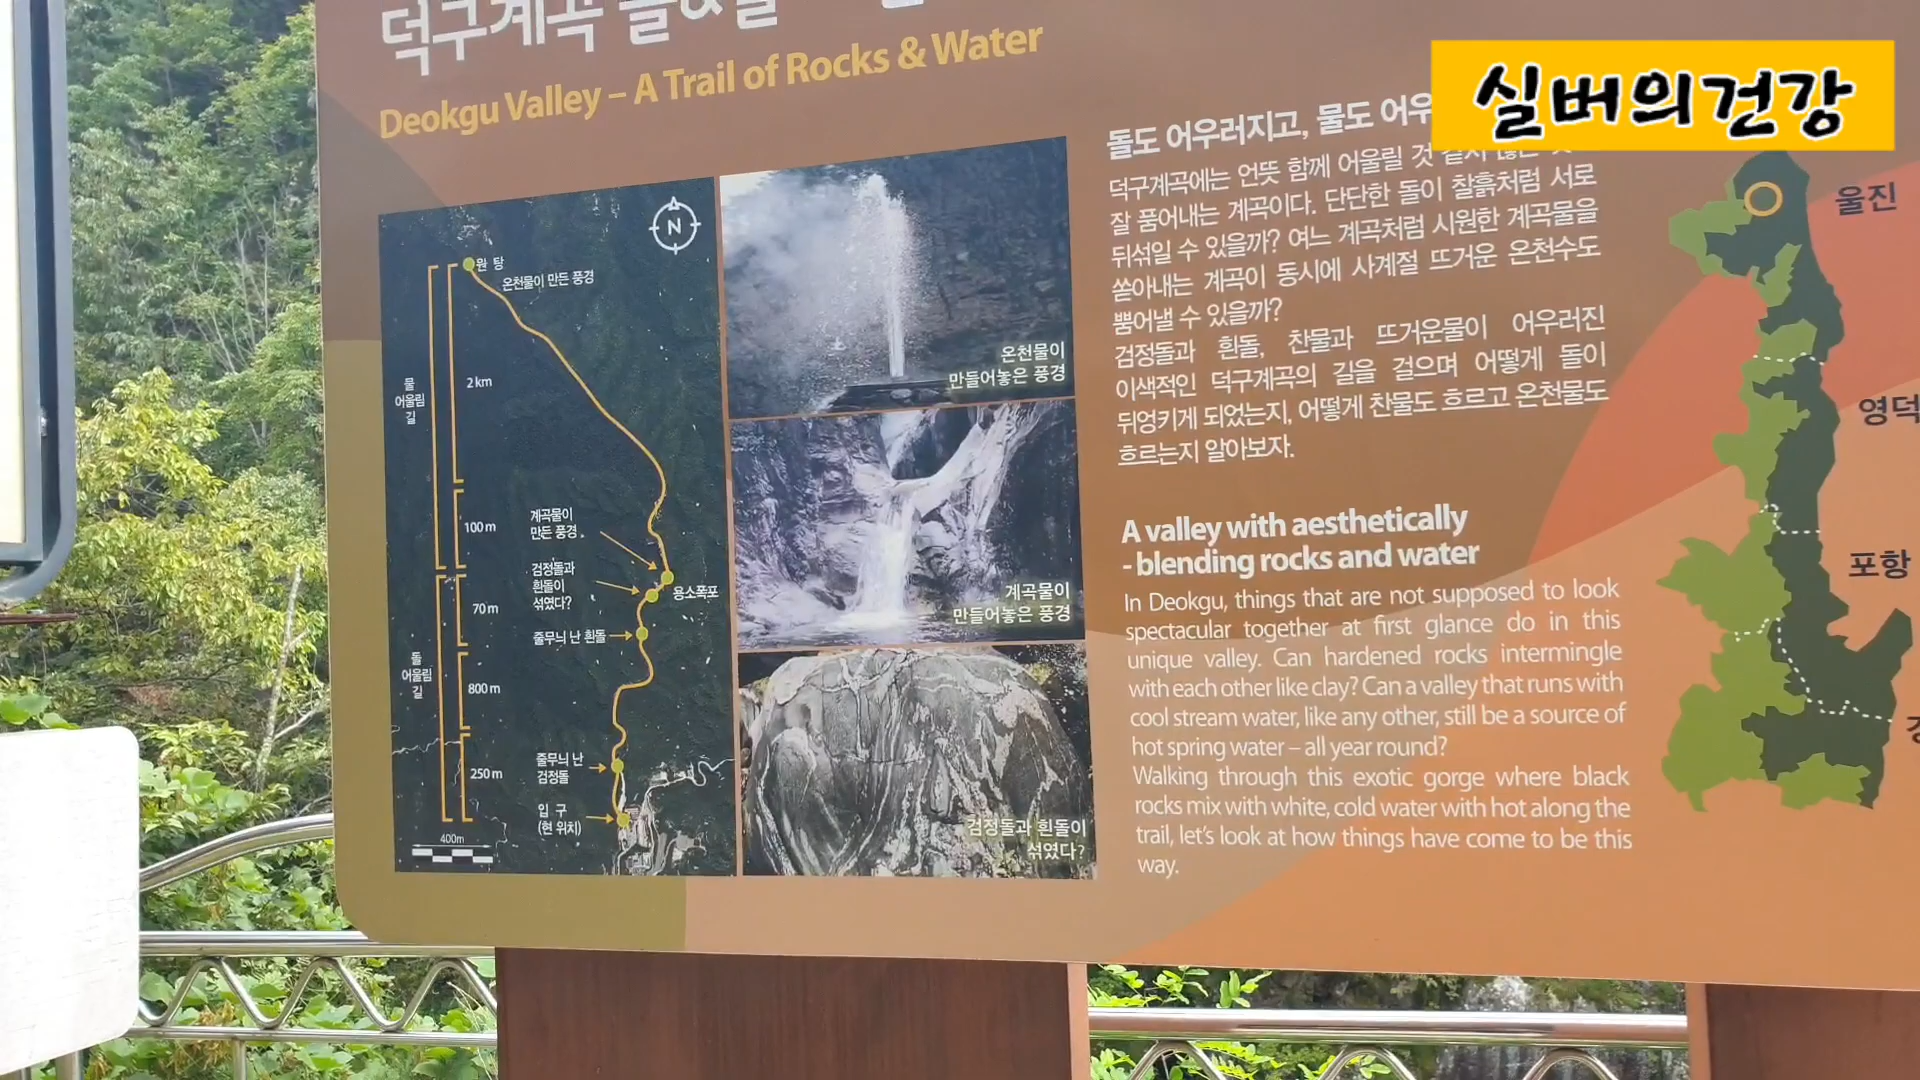 덕구계곡
Deokgu Valley – A Trail of Rocks & Water
실버의건강
N
원 탕
온천물이 만든 풍경
물
어울림
길
2 km
100 m
계곡물이
만든 풍경
검정돌과
흰돌이
섞였다?
용소폭포
70 m
줄무늬 난 흰돌
돌
어울림
길
800 m
줄무늬 난
검정돌
250 m
입 구
(현 위치)
400m
온천물이
만들어놓은 풍경
계곡물이
만들어놓은 풍경
검정돌과 흰돌이
섞였다?
돌도 어우러지고, 물도
덕구계곡에는 언뜻 함께 어울릴 것
잘 품어내는 계곡이다. 단단한 돌이 찰흙처럼 서로
뒤섞일 수 있을까? 여느 계곡처럼 시원한 계곡물을
쏟아내는 계곡이 동시에 사계절 뜨거운 온천수도
뿜어낼 수 있을까?
검정돌과 흰돌, 찬물과 뜨거운물이 어우러진
이색적인 덕구계곡의 길을 걸으며 어떻게 돌이
뒤엉키게 되었는지, 어떻게 찬물도 흐르고 온천물도
흐르는지 알아보자.
A valley with aesthetically
- blending rocks and water
In Deokgu, things that are not supposed to look
spectacular together at first glance do in this
unique valley. Can hardened rocks intermingle
with each other like clay? Can a valley that runs with
cool stream water, like any other, still be a source of
hot spring water – all year round?
Walking through this exotic gorge where black
rocks mix with white, cold water with hot along the
trail, let's look at how things have come to be this
way.
울진
영덕
포항